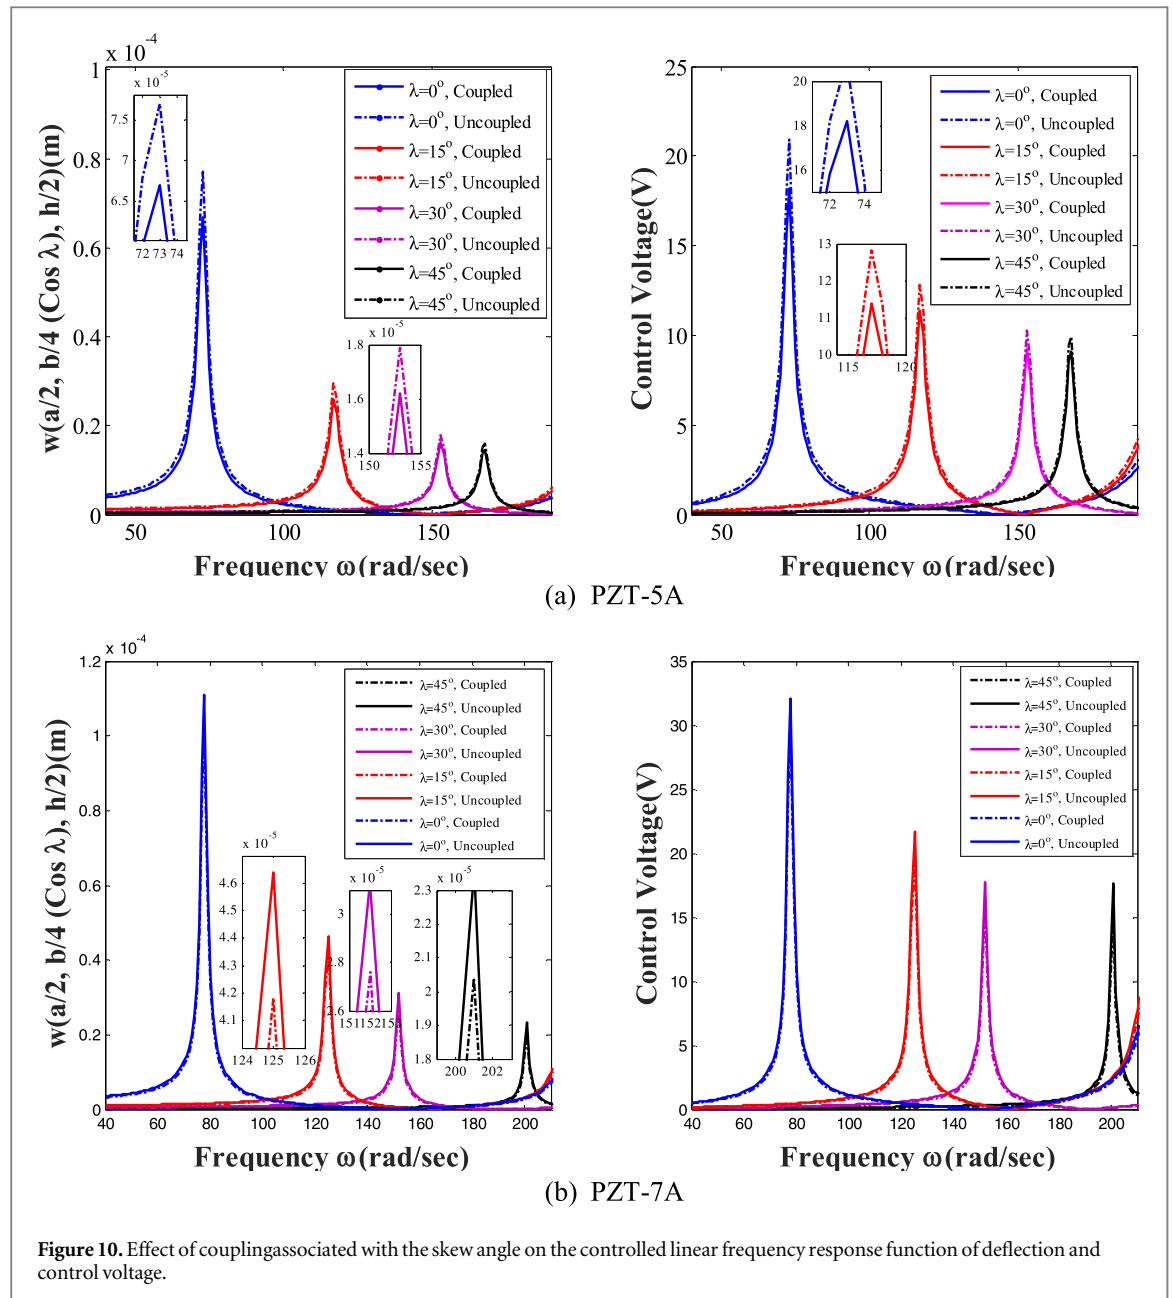 x 10^-4
1
0.8
0.6
0.4
0.2
0
50
100
150
w(a/2, b/4 (Cos λ), h/2)(m)
Frequency ω(rad/sec)
x 10^-5
7.5
7
6.5
72 73 74
x 10^-5
1.8
1.6
1.4
150 155
λ=0°, Coupled
λ=0°, Uncoupled
λ=15°, Coupled
λ=15°, Uncoupled
λ=30°, Coupled
λ=30°, Uncoupled
λ=45°, Coupled
λ=45°, Uncoupled
25
20
15
10
5
0
50
100
150
Control Voltage(V)
Frequency ω(rad/sec)
20
18
16
72 74
13
12
11
10
115 120
λ=0°, Coupled
λ=0°, Uncoupled
λ=15°, Coupled
λ=15°, Uncoupled
λ=30°, Coupled
λ=30°, Uncoupled
λ=45°, Coupled
λ=45°, Uncoupled
(a) PZT-5A
x 10^-4
1.2
1
0.8
0.6
0.4
0.2
0
40 60 80 100 120 140 160 180 200
w(a/2, b/4 (Cos λ), h/2)(m)
Frequency ω(rad/sec)
x 10^-5
4.6
4.5
4.4
4.3
4.2
4.1
124 125 126
x 10^-5
3
2.8
2.6
151 152 153
x 10^-5
2.3
2.2
2.1
2
1.9
1.8
200 202
λ=45°, Coupled
λ=45°, Uncoupled
λ=30°, Coupled
λ=30°, Uncoupled
λ=15°, Coupled
λ=15°, Uncoupled
λ=0°, Coupled
λ=0°, Uncoupled
35
30
25
20
15
10
5
0
40 60 80 100 120 140 160 180 200
Control Voltage(V)
Frequency ω(rad/sec)
λ=45°, Coupled
λ=45°, Uncoupled
λ=30°, Coupled
λ=30°, Uncoupled
λ=15°, Coupled
λ=15°, Uncoupled
λ=0°, Coupled
λ=0°, Uncoupled
(b) PZT-7A
Figure 10. Effect of couplingassociated with the skew angle on the controlled linear frequency response function of deflection and
control voltage.